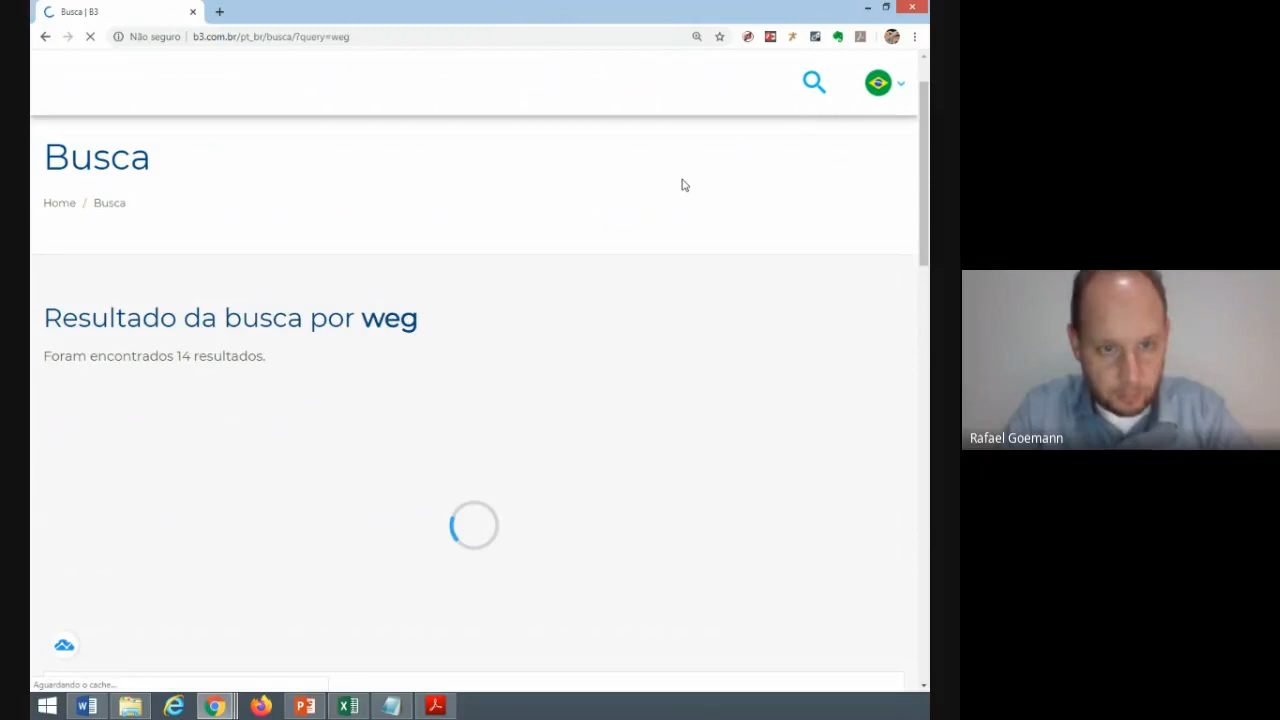 Busca | B3
Não seguro | b3.com.br/pt_br/busca/?query=weg
Busca
Home / Busca
Resultado da busca por weg
Foram encontrados 14 resultados.
Rafael Goemann
Aguardando o cache...